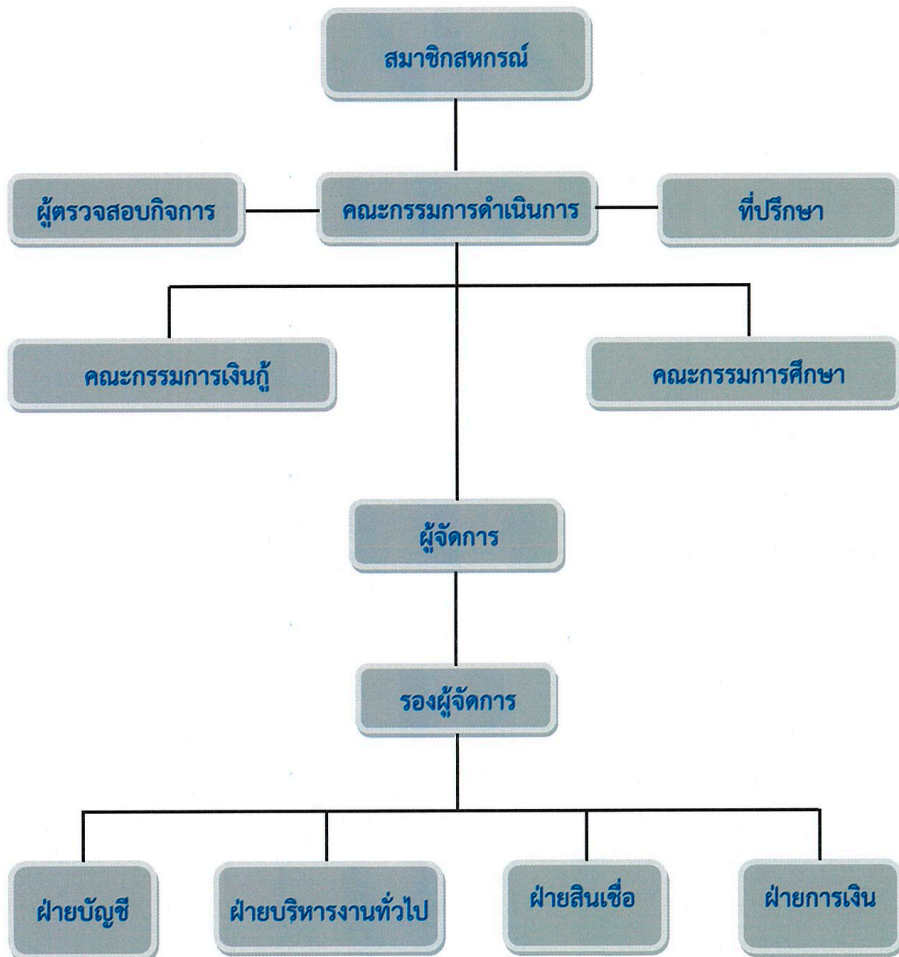 สมาชิกสหกรณ์
ผู้ตรวจสอบกิจการ
คณะกรรมการดำเนินการ
ที่ปรึกษา
คณะกรรมการเงินกู้
คณะกรรมการศึกษา
ผู้จัดการ
รองผู้จัดการ
ฝ่ายบัญชี
ฝ่ายบริหารงานทั่วไป
ฝ่ายสินเชื่อ
ฝ่ายการเงิน